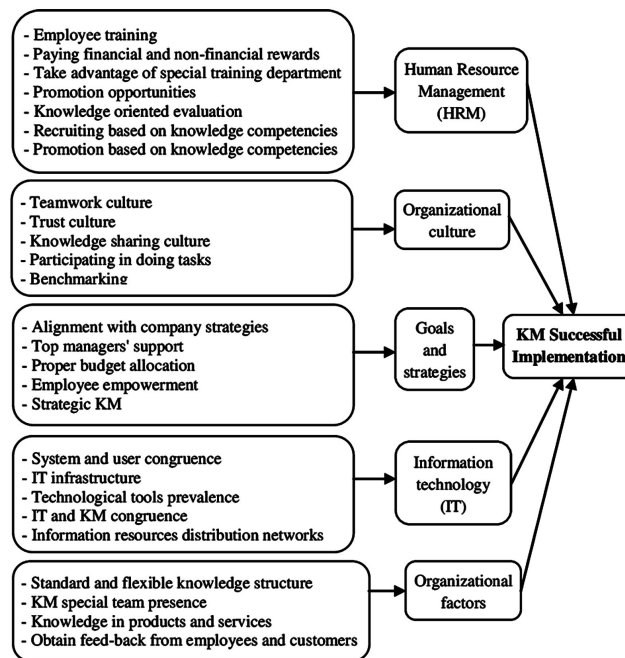 - Employee training
- Paying financial and non-financial rewards
- Take advantage of special training department
- Promotion opportunities
- Knowledge oriented evaluation
- Recruiting based on knowledge competencies
- Promotion based on knowledge competencies
Human Resource
Management
(HRM)
- Teamwork culture
- Trust culture
- Knowledge sharing culture
- Participating in doing tasks
- Benchmarking
Organizational
culture
- Alignment with company strategies
- Top managers' support
- Proper budget allocation
- Employee empowerment
- Strategic KM
Goals
and
strategies
KM Successful
Implementation
- System and user congruence
- IT infrastructure
- Technological tools prevalence
- IT and KM congruence
- Information resources distribution networks
Information
technology
(IT)
- Standard and flexible knowledge structure
- KM special team presence
- Knowledge in products and services
- Obtain feed-back from employees and customers
Organizational
factors